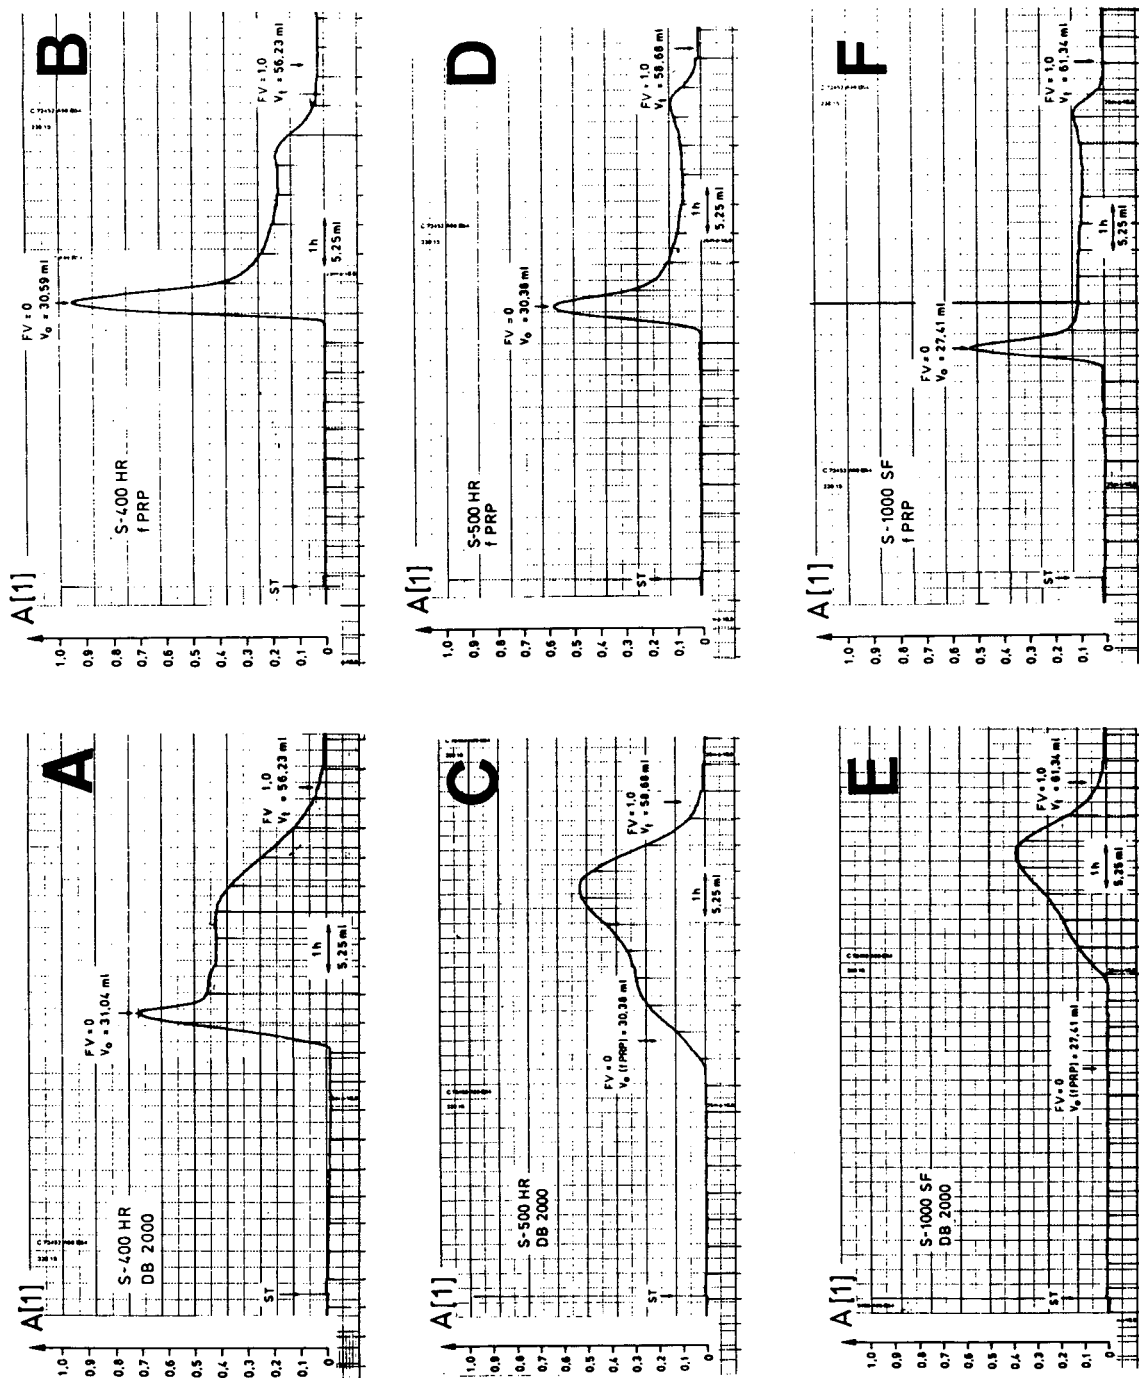 B
A[1]
1,0
0,9
0,8
0,7
0,6
0,5
0,4
0,3
0,2
0,1
0
S-400 HR
fPRP
ST
FV = 0
Vo = 30,59 ml
1h
5,25 ml
FV = 1,0
Vt = 56,23 ml
D
A[1]
1,0
0,9
0,8
0,7
0,6
0,5
0,4
0,3
0,2
0,1
0
S-500 HR
fPRP
ST
FV = 0
Vo = 30,38 ml
1h
5,25 ml
FV = 1,0
Vt = 58,68 ml
F
A[1]
1,0
0,9
0,8
0,7
0,6
0,5
0,4
0,3
0,2
0,1
0
S-1000 SF
fPRP
ST
FV = 0
Vo = 27,41 ml
1h
5,25 ml
FV = 1,0
Vt = 61,34 ml
A
A[1]
1,0
0,9
0,8
0,7
0,6
0,5
0,4
0,3
0,2
0,1
0
S-400 HR
DB 2000
ST
FV = 0
Vo = 31,04 ml
1h
5,25 ml
FV 1,0
Vt = 56,23 ml
C
A[1]
1,0
0,9
0,8
0,7
0,6
0,5
0,4
0,3
0,2
0,1
0
S-500 HR
DB 2000
ST
FV = 0
Vo (fPRP) = 30,38 ml
1h
5,25 ml
FV = 1,0
Vt = 58,68 ml
E
A[1]
1,0
0,9
0,8
0,7
0,6
0,5
0,4
0,3
0,2
0,1
0
S-1000 SF
DB 2000
ST
FV = 0
Vo (fPRP) = 27,41 ml
1h
5,25 ml
FV = 1,0
Vt = 61,34 ml